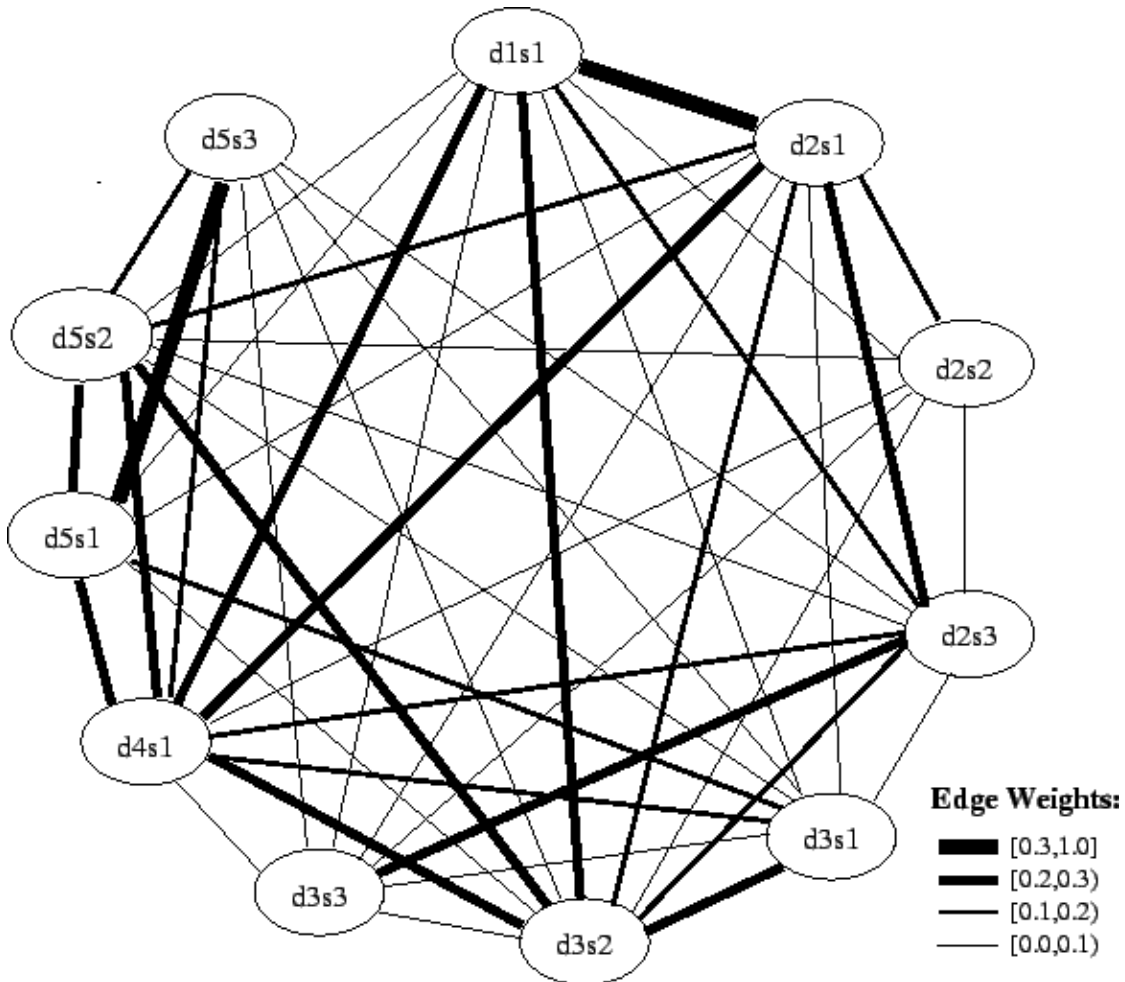 d1s1
d5s3
d2s1
d5s2
d2s2
d5s1
d2s3
d4s1
d3s1
d3s3
d3s2
Edge Weights:
[0.3,1.0]
[0.2,0.3)
[0.1,0.2)
[0.0,0.1)